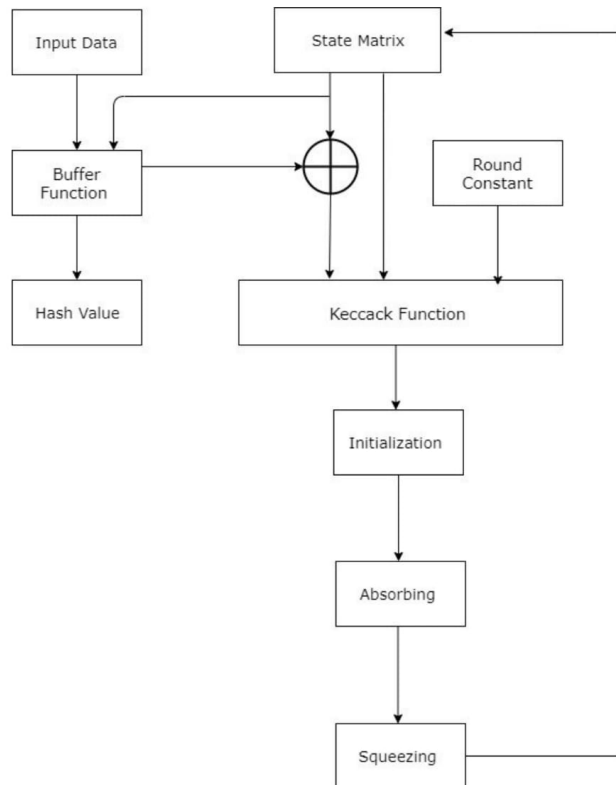 Input Data
State Matrix
Buffer
Function
Round
Constant
Hash Value
Keccack Function
Initialization
Absorbing
Squeezing